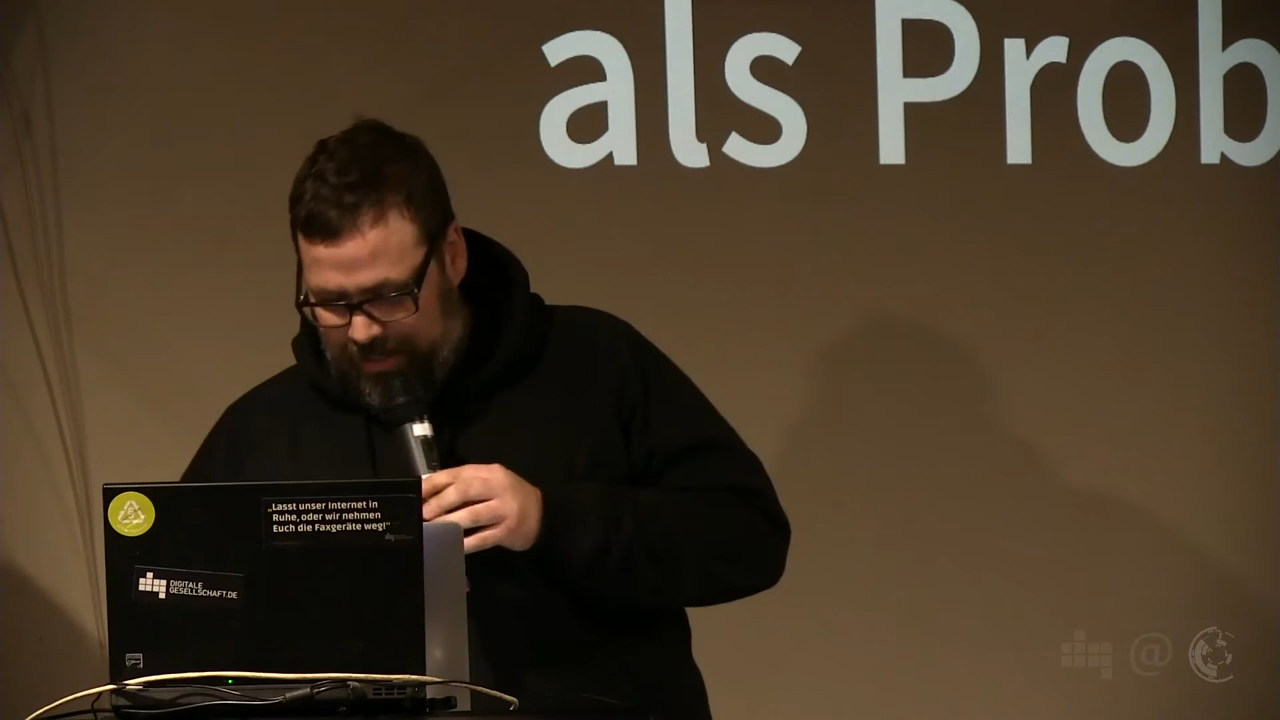 als Prob
„Lasst unser Internet in
Ruhe, oder wir nehmen
Euch die Faxgeräte weg!"
DIGITALE
GESELLSCHAFT.DE
@